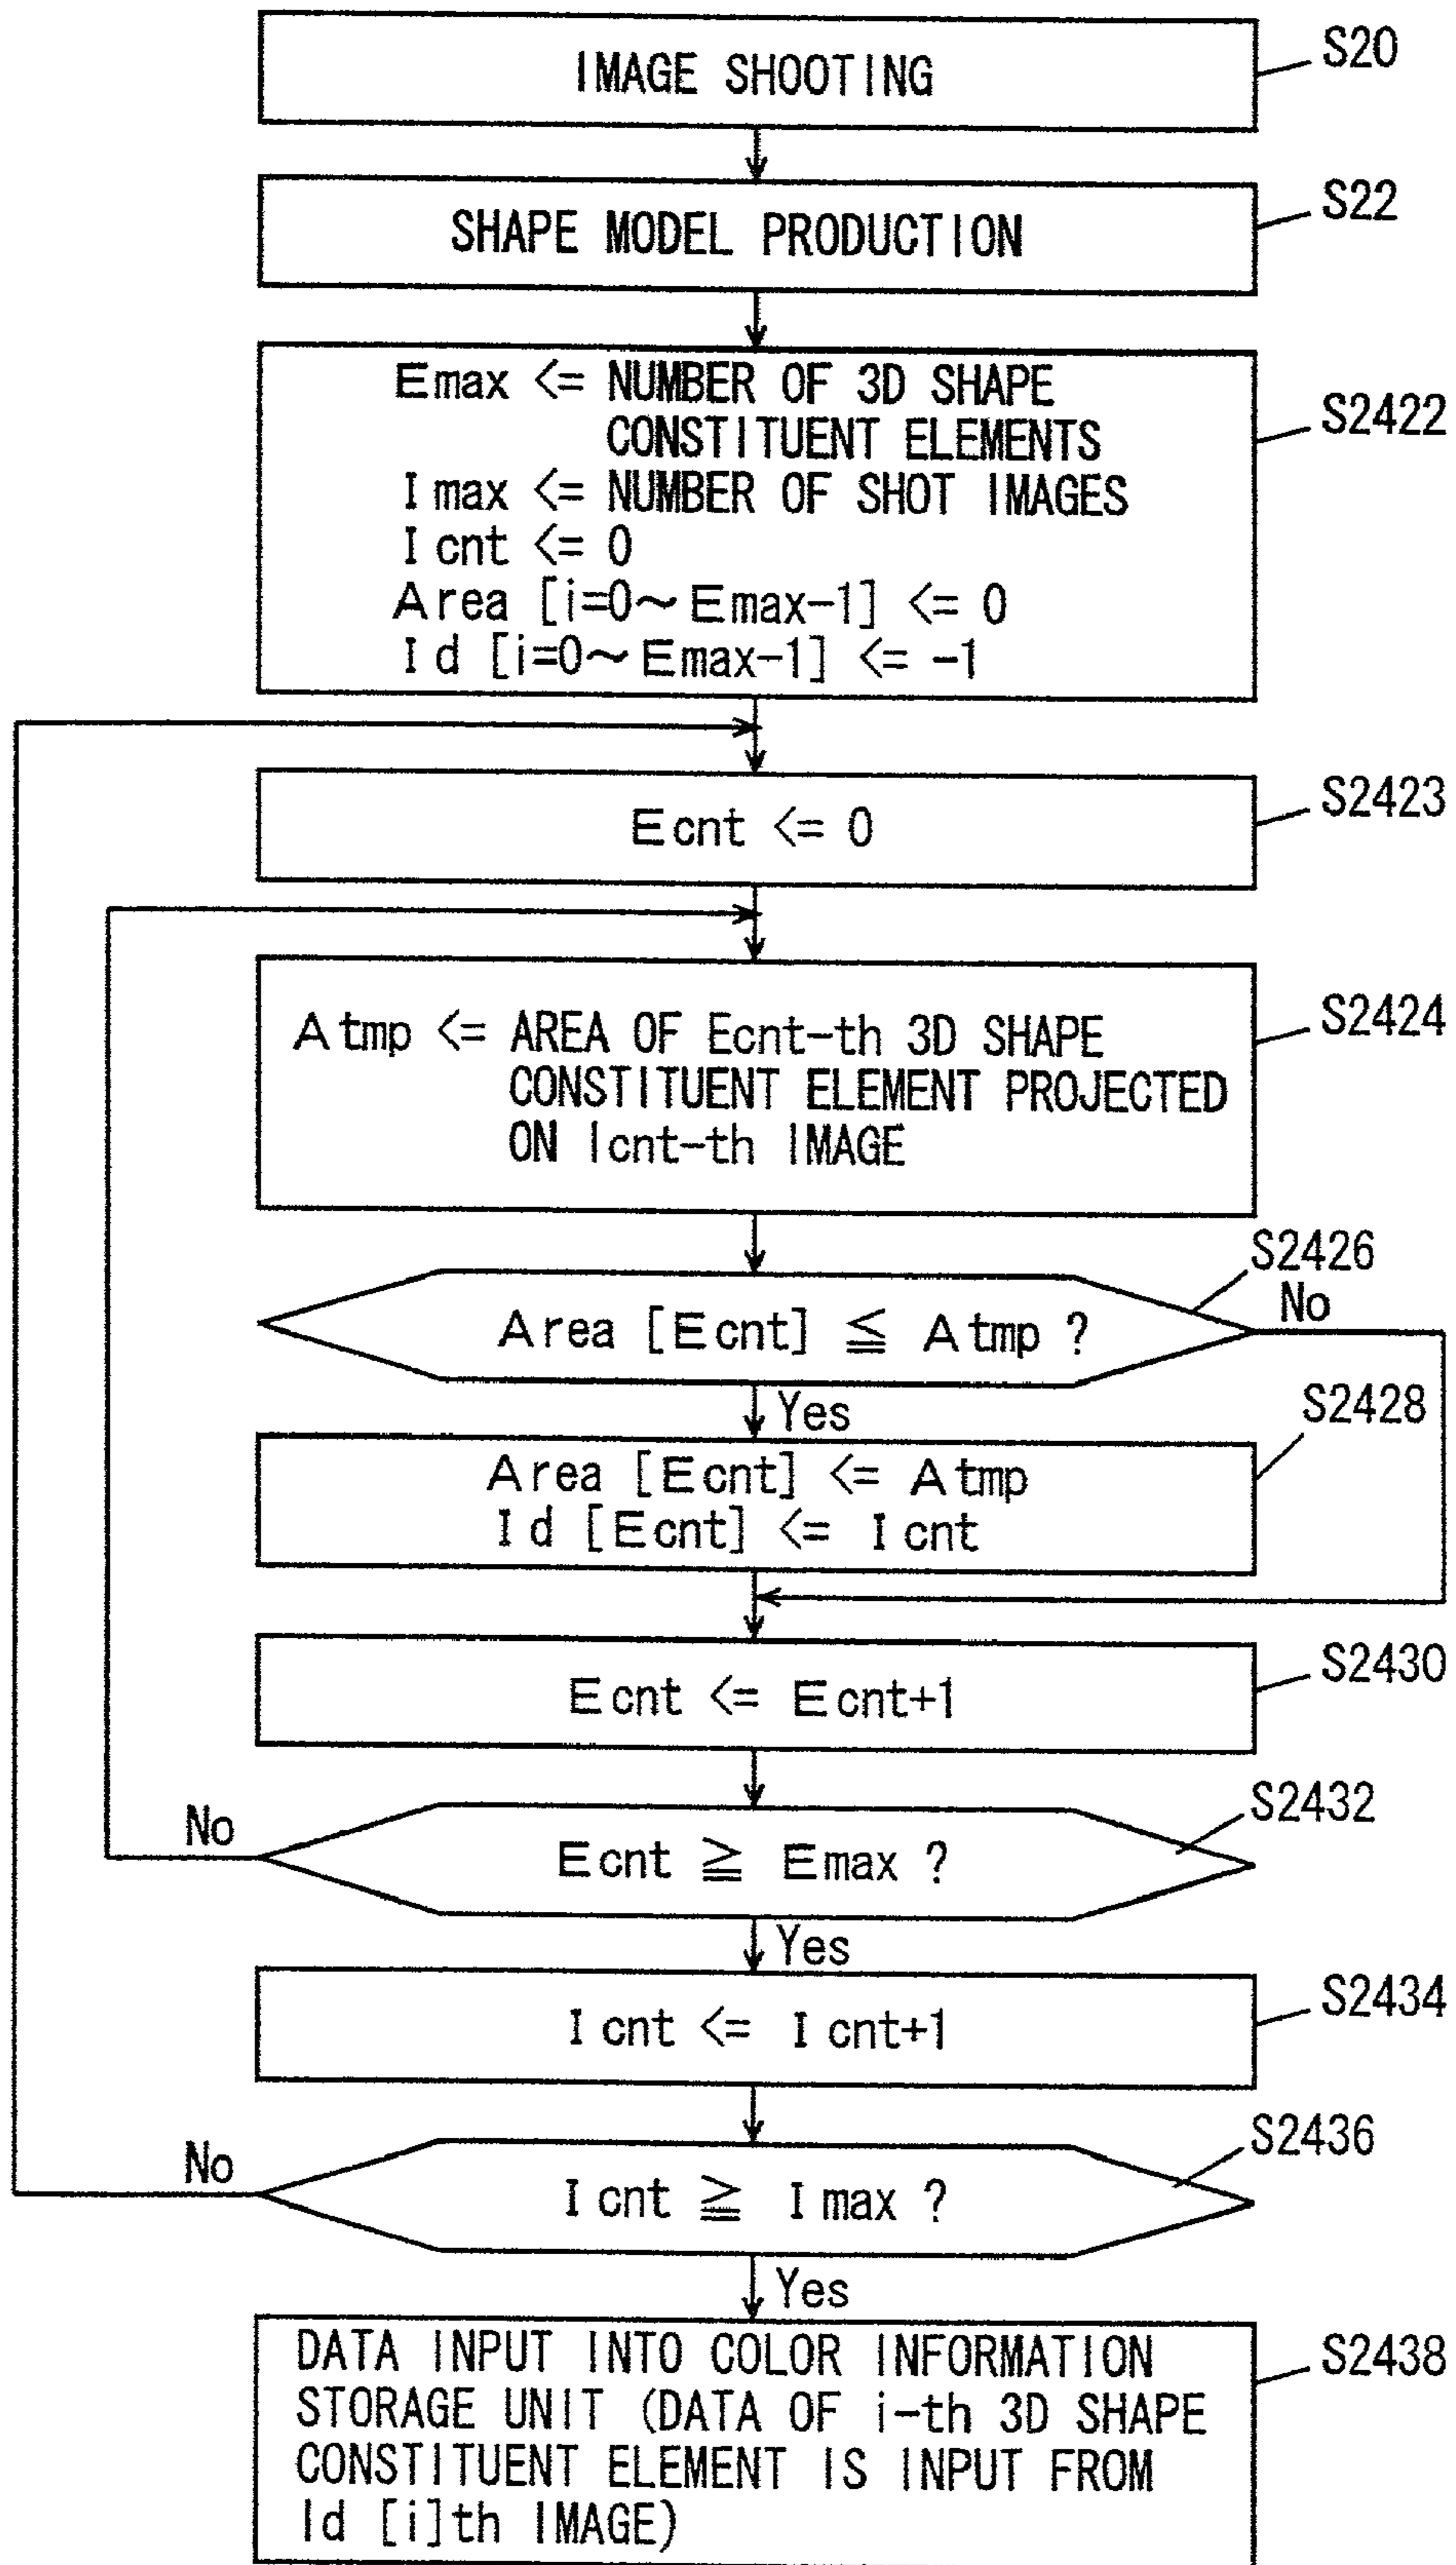 IMAGE SHOOTING
S20
SHAPE MODEL PRODUCTION
S22
Emax <= NUMBER OF 3D SHAPE
CONSTITUENT ELEMENTS
Imax <= NUMBER OF SHOT IMAGES
Icnt <= 0
Area [i=0~Emax-1] <= 0
Id [i=0~Emax-1] <= -1
S2422
Ecnt <= 0
S2423
Atmp <= AREA OF Ecnt-th 3D SHAPE
CONSTITUENT ELEMENT PROJECTED
ON Icnt-th IMAGE
S2424
S2426
Area [Ecnt] ≦ Atmp ?
No
Yes
S2428
Area [Ecnt] <= Atmp
Id [Ecnt] <= Icnt
Ecnt <= Ecnt+1
S2430
S2432
No
Ecnt ≧ Emax ?
Yes
Icnt <= Icnt+1
S2434
S2436
No
Icnt ≧ Imax ?
Yes
DATA INPUT INTO COLOR INFORMATION
STORAGE UNIT (DATA OF i-th 3D SHAPE
CONSTITUENT ELEMENT IS INPUT FROM
Id [i]th IMAGE)
S2438